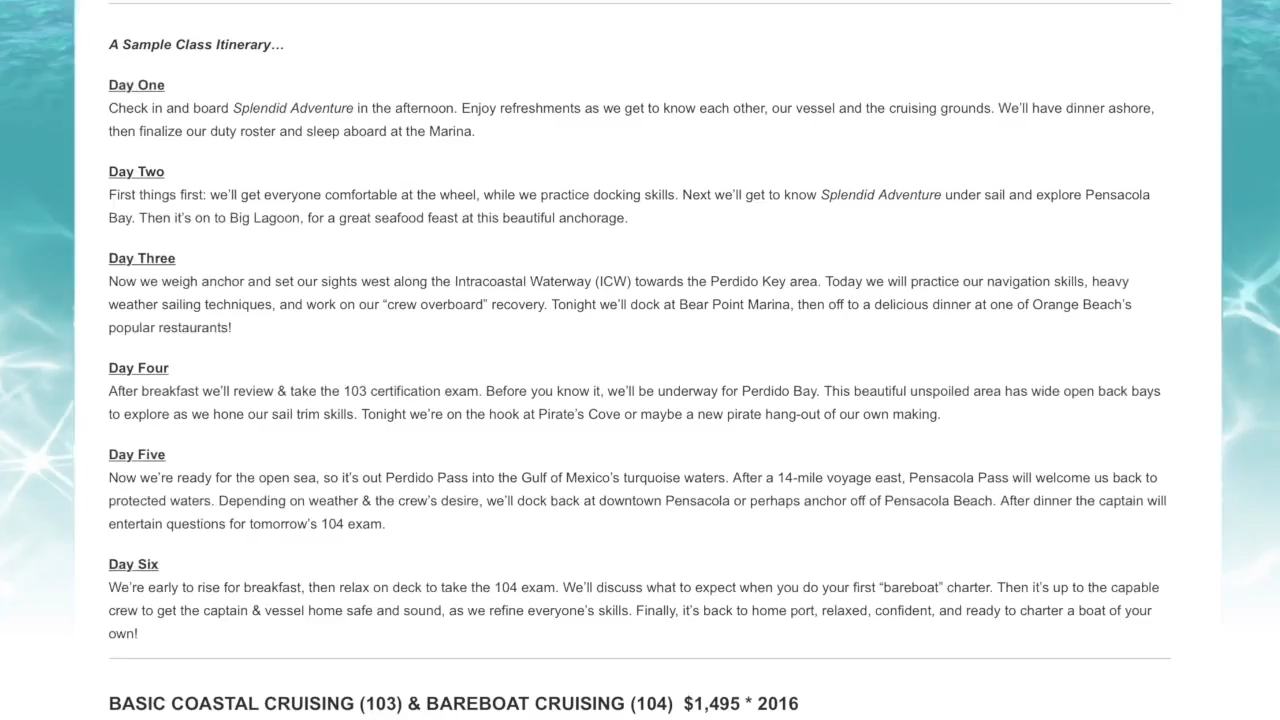 A Sample Class Itinerary…
Day One
Check in and board Splendid Adventure in the afternoon. Enjoy refreshments as we get to know each other, our vessel and the cruising grounds. We’ll have dinner ashore,
then finalize our duty roster and sleep aboard at the Marina.
Day Two
First things first: we’ll get everyone comfortable at the wheel, while we practice docking skills. Next we’ll get to know Splendid Adventure under sail and explore Pensacola
Bay. Then it’s on to Big Lagoon, for a great seafood feast at this beautiful anchorage.
Day Three
Now we weigh anchor and set our sights west along the Intracoastal Waterway (ICW) towards the Perdido Key area. Today we will practice our navigation skills, heavy
weather sailing techniques, and work on our “crew overboard” recovery. Tonight we’ll dock at Bear Point Marina, then off to a delicious dinner at one of Orange Beach’s
popular restaurants!
Day Four
After breakfast we’ll review & take the 103 certification exam. Before you know it, we’ll be underway for Perdido Bay. This beautiful unspoiled area has wide open back bays
to explore as we hone our sail trim skills. Tonight we’re on the hook at Pirate’s Cove or maybe a new pirate hang-out of our own making.
Day Five
Now we’re ready for the open sea, so it’s out Perdido Pass into the Gulf of Mexico’s turquoise waters. After a 14-mile voyage east, Pensacola Pass will welcome us back to
protected waters. Depending on weather & the crew’s desire, we’ll dock back at downtown Pensacola or perhaps anchor off of Pensacola Beach. After dinner the captain will
entertain questions for tomorrow’s 104 exam.
Day Six
We’re early to rise for breakfast, then relax on deck to take the 104 exam. We’ll discuss what to expect when you do your first “bareboat” charter. Then it’s up to the capable
crew to get the captain & vessel home safe and sound, as we refine everyone’s skills. Finally, it’s back to home port, relaxed, confident, and ready to charter a boat of your
own!
BASIC COASTAL CRUISING (103) & BAREBOAT CRUISING (104) $1,495 * 2016